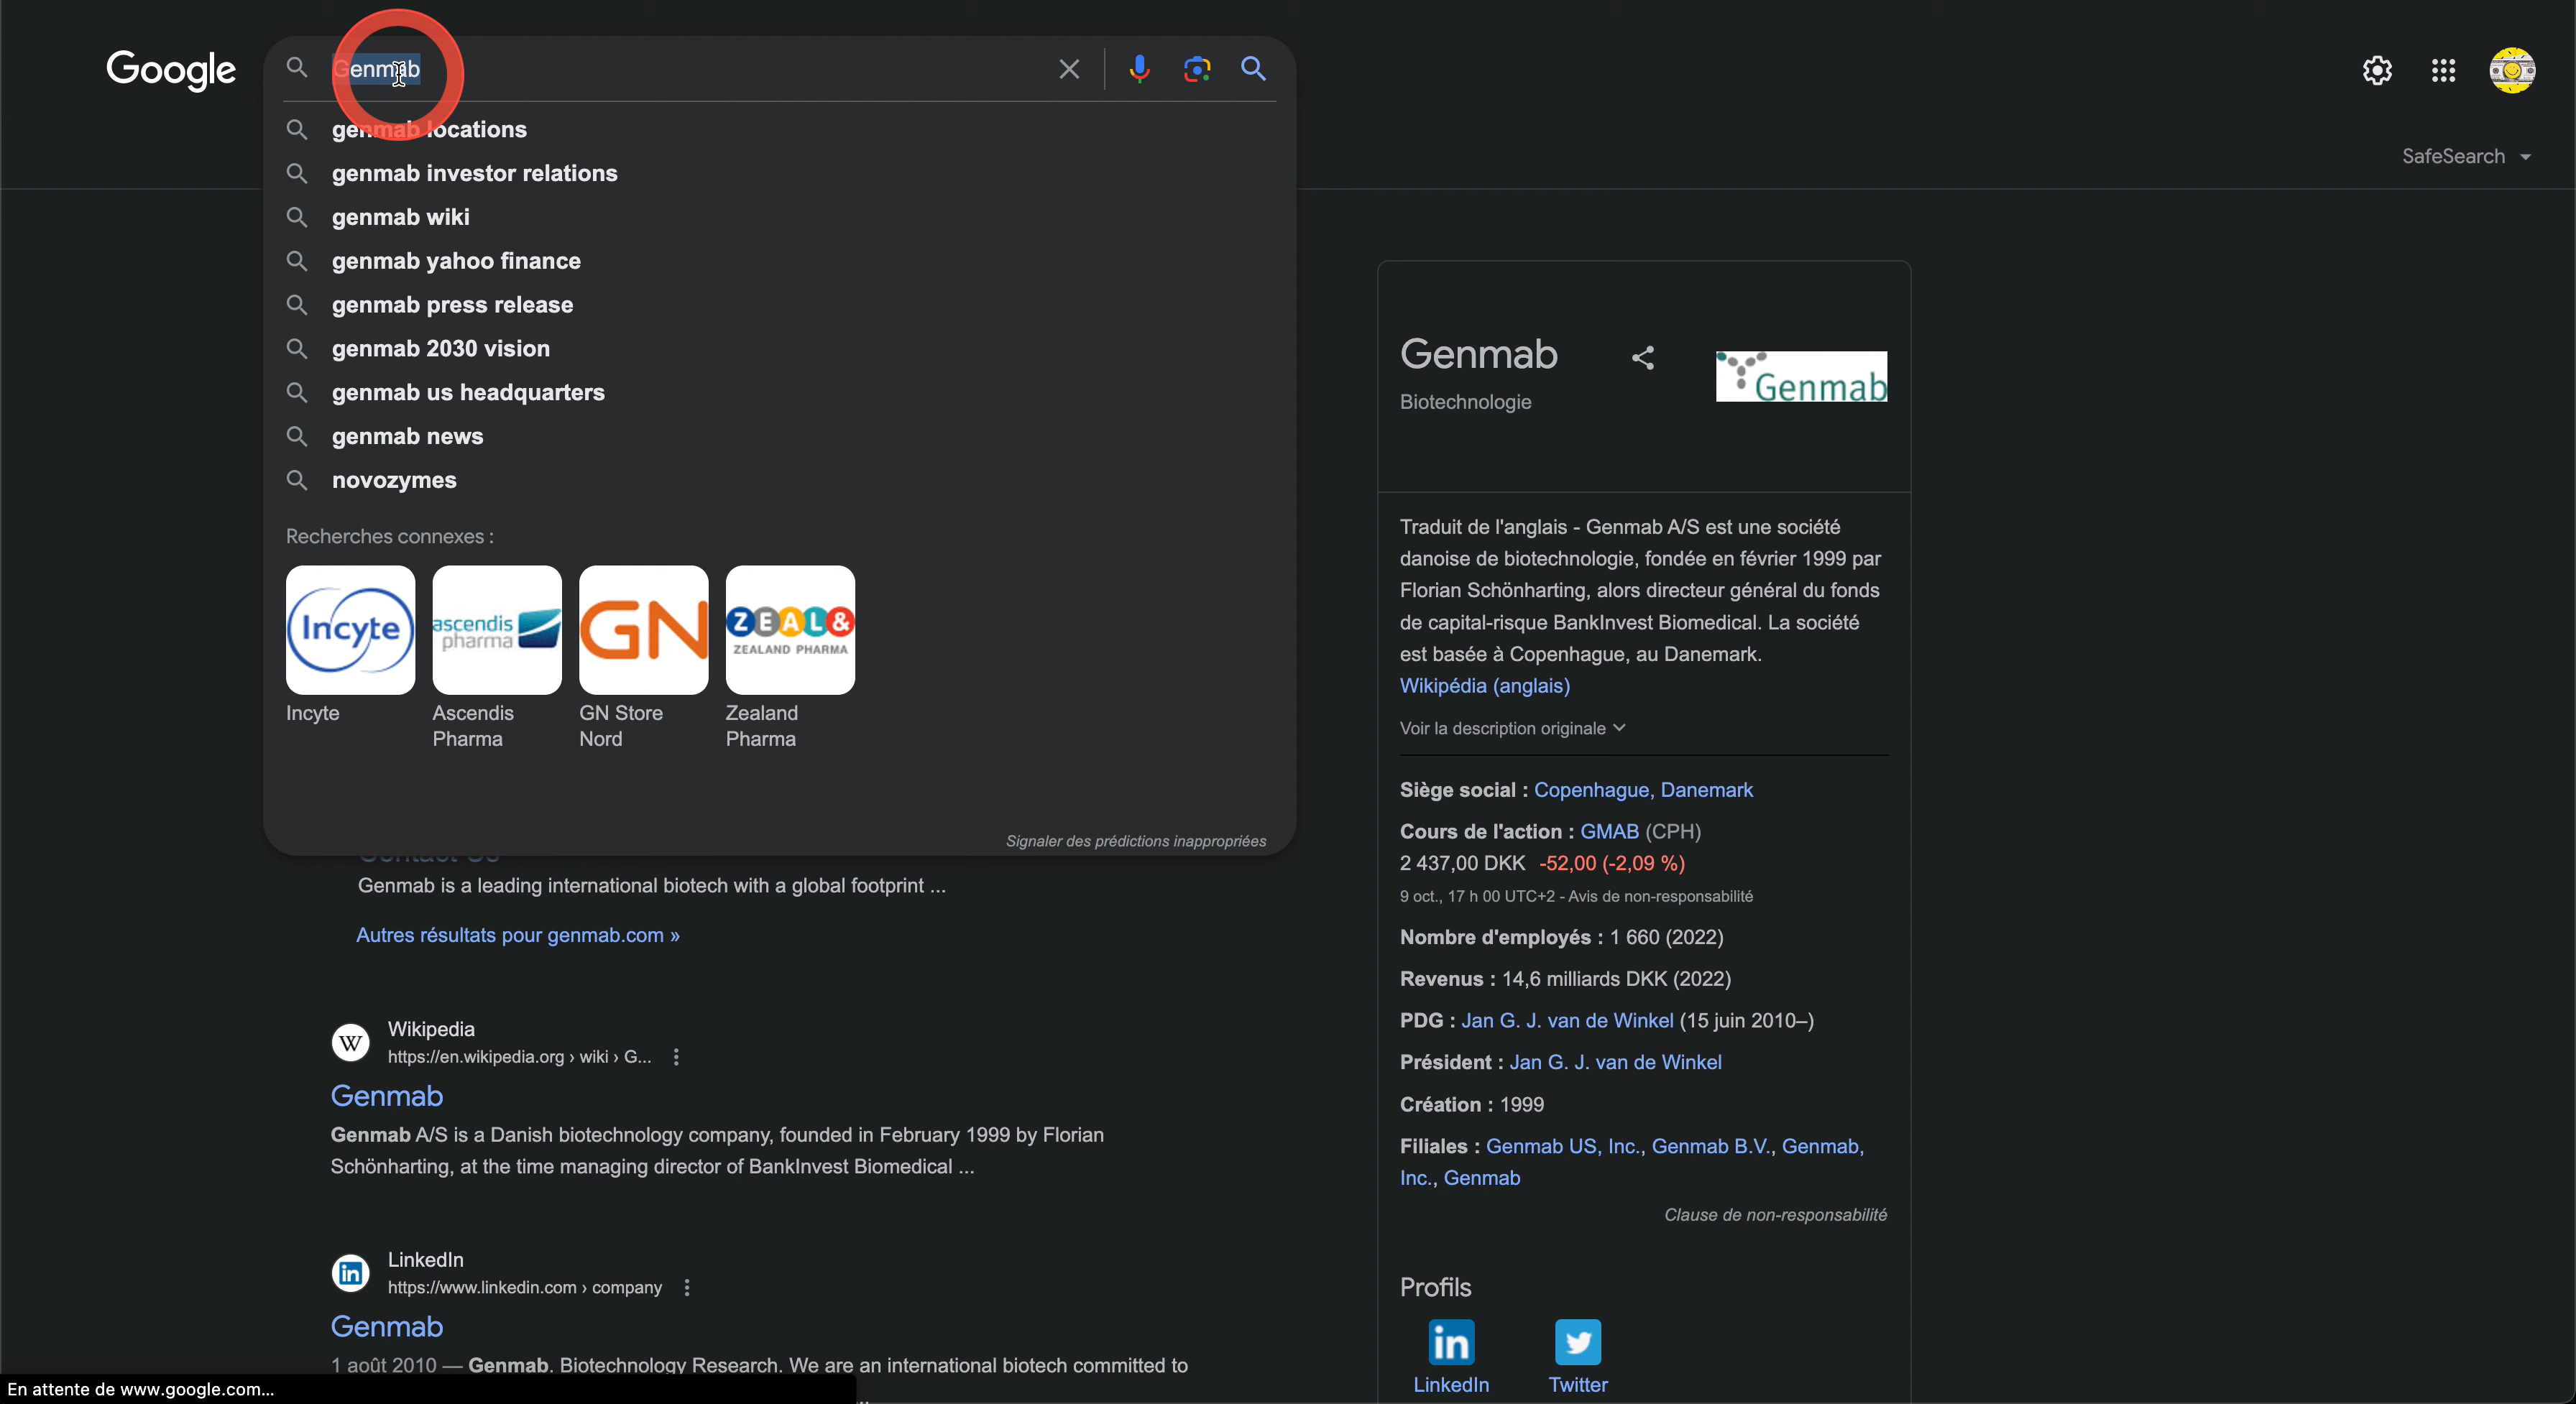 Google
Genmab
genmab locations
genmab investor relations
genmab wiki
genmab yahoo finance
genmab press release
genmab 2030 vision
genmab us headquarters
genmab news
novozymes
Recherches connexes :
Incyte
ascendis
pharma
GN
ZEAL&
ZEALAND PHARMA
Incyte
Ascendis
Pharma
GN Store
Nord
Zealand
Pharma
Signaler des prédictions inappropriées
SafeSearch
Contact Us
Genmab is a leading international biotech with a global footprint ...
Autres résultats pour genmab.com »
W
Wikipedia
https://en.wikipedia.org › wiki › G...
Genmab
Genmab A/S is a Danish biotechnology company, founded in February 1999 by Florian
Schönharting, at the time managing director of BankInvest Biomedical ...
in
LinkedIn
https://www.linkedin.com › company
Genmab
1 août 2010 — Genmab. Biotechnology Research. We are an international biotech committed to
En attente de www.google.com...
Genmab
Biotechnologie
Genmab
Traduit de l'anglais - Genmab A/S est une société
danoise de biotechnologie, fondée en février 1999 par
Florian Schönharting, alors directeur général du fonds
de capital-risque BankInvest Biomedical. La société
est basée à Copenhague, au Danemark.
Wikipédia (anglais)
Voir la description originale
Siège social : Copenhague, Danemark
Cours de l'action : GMAB (CPH)
2 437,00 DKK -52,00 (-2,09 %)
9 oct., 17 h 00 UTC+2 - Avis de non-responsabilité
Nombre d'employés : 1 660 (2022)
Revenus : 14,6 milliards DKK (2022)
PDG : Jan G. J. van de Winkel (15 juin 2010–)
Président : Jan G. J. van de Winkel
Création : 1999
Filiales : Genmab US, Inc., Genmab B.V., Genmab,
Inc., Genmab
Clause de non-responsabilité
Profils
in
LinkedIn
Twitter